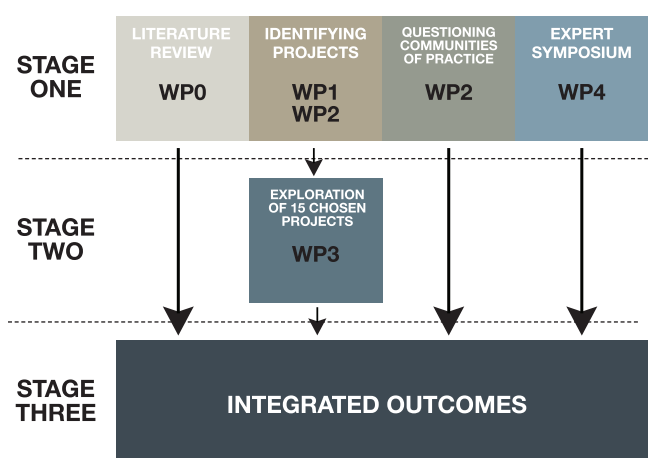 STAGE
ONE
LITERATURE
REVIEW
WP0
IDENTIFYING
PROJECTS
WP1
WP2
QUESTIONING
COMMUNITIES
OF PRACTICE
WP2
EXPERT
SYMPOSIUM
WP4
STAGE
TWO
EXPLORATION
OF 15 CHOSEN
PROJECTS
WP3
STAGE
THREE
INTEGRATED OUTCOMES